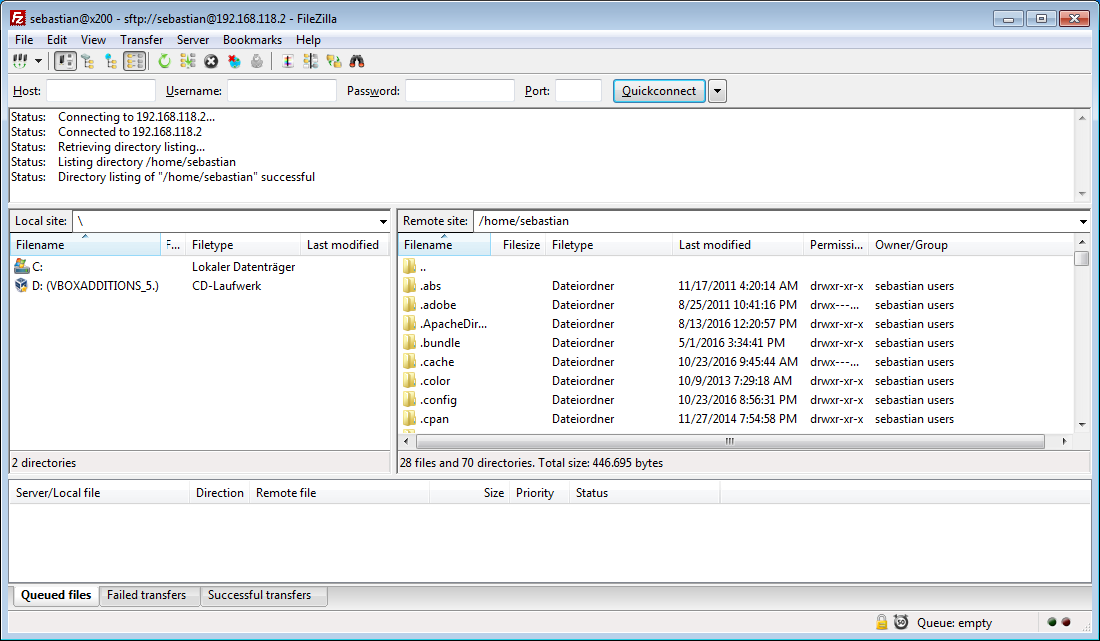 sebastian@x200 - sftp://sebastian@192.168.118.2 - FileZilla
File Edit View Transfer Server Bookmarks Help
Host: Username: Password: Port: Quickconnect
Status: Connecting to 192.168.118.2...
Status: Connected to 192.168.118.2
Status: Retrieving directory listing...
Status: Listing directory /home/sebastian
Status: Directory listing of "/home/sebastian" successful
Local site: \
Filename F... Filetype Last modified
C: Lokaler Datenträger
D: (VBOXADDITIONS_5.) CD-Laufwerk
2 directories
Remote site: /home/sebastian
Filename Filesize Filetype Last modified Permissi... Owner/Group
..
.abs Dateiordner 11/17/2011 4:20:14 AM drwxr-xr-x sebastian users
.adobe Dateiordner 8/25/2011 10:41:16 PM drwx---... sebastian users
.ApacheDir... Dateiordner 8/13/2016 12:20:57 PM drwxr-xr-x sebastian users
.bundle Dateiordner 5/1/2016 3:34:41 PM drwxr-xr-x sebastian users
.cache Dateiordner 10/23/2016 9:45:44 AM drwx---... sebastian users
.color Dateiordner 10/9/2013 7:29:18 AM drwxr-xr-x sebastian users
.config Dateiordner 10/23/2016 8:56:31 PM drwxr-xr-x sebastian users
.cpan Dateiordner 11/27/2014 7:54:58 PM drwxr-xr-x sebastian users
28 files and 70 directories. Total size: 446.695 bytes
Server/Local file Direction Remote file Size Priority Status
Queued files Failed transfers Successful transfers
Queue: empty